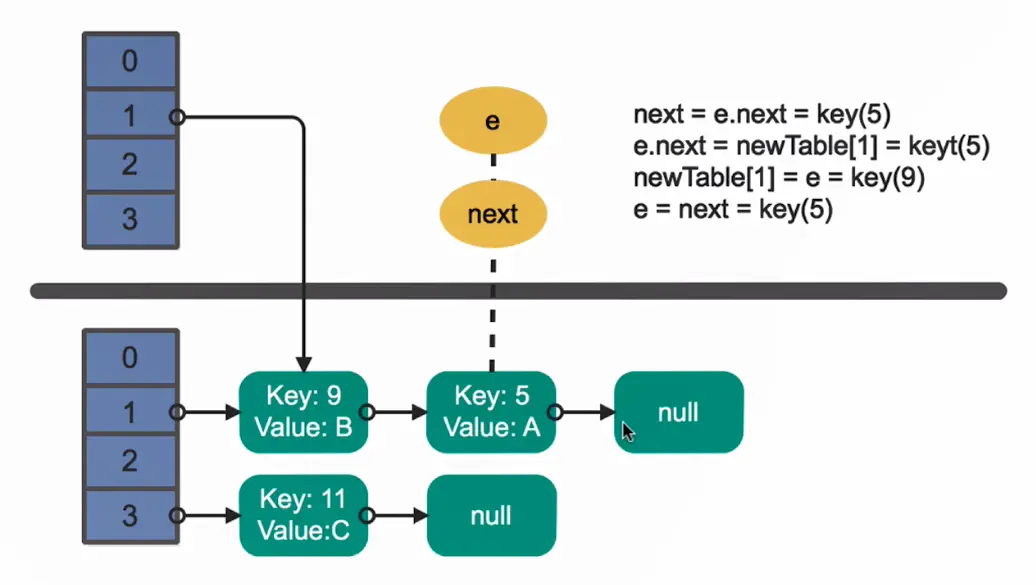 0
1
2
3
e
next
next = e.next = key(5)
e.next = newTable[1] = keyt(5)
newTable[1] = e = key(9)
e = next = key(5)
0
1
2
3
Key: 9
Value: B
Key: 5
Value: A
null
Key: 11
Value:C
null